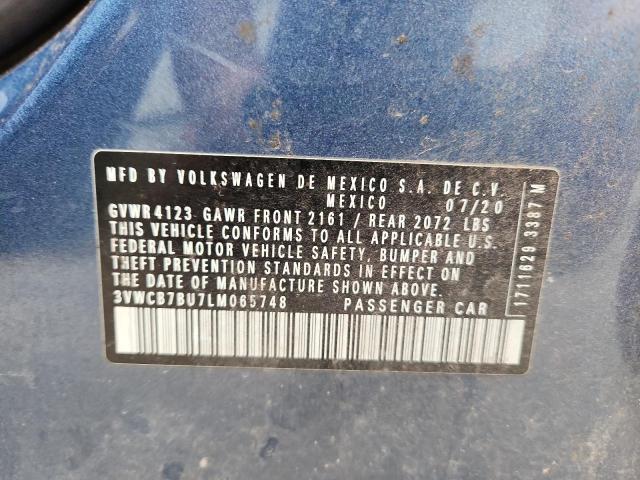 MFD BY VOLKSWAGEN DE MEXICO S.A. DE C.V.
MEXICO 07/20
GVWR 4123 GAWR FRONT 2161 / REAR 2072 LBS
THIS VEHICLE CONFORMS TO ALL APPLICABLE U.S.
FEDERAL MOTOR VEHICLE SAFETY, BUMPER AND
THEFT PREVENTION STANDARDS IN EFFECT ON
THE DATE OF MANUFACTURE SHOWN ABOVE.
3VWCB7BU7LM065748 PASSENGER CAR
1711629 3387 M